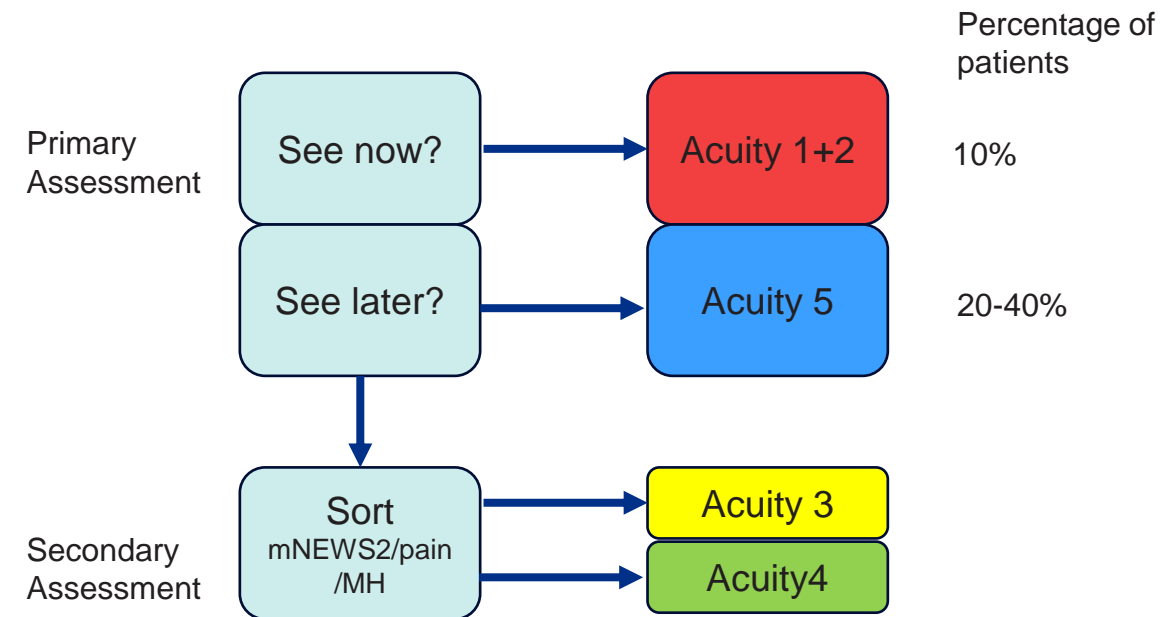 Percentage of
patients
Primary
Assessment
See now?
Acuity 1+2
10%
See later?
Acuity 5
20-40%
Secondary
Assessment
Sort
mNEWS2/pain
/MH
Acuity 3
Acuity4